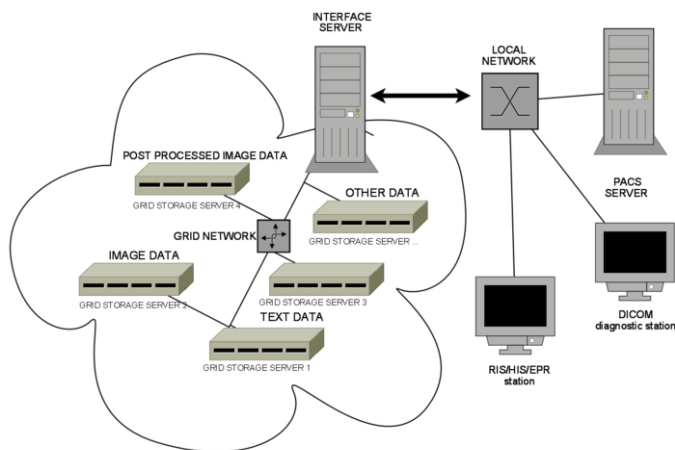 INTERFACE
SERVER
LOCAL
NETWORK
POST PROCESSED IMAGE DATA
GRID STORAGE SERVER 4
OTHER DATA
GRID STORAGE SERVER ...
PACS
SERVER
GRID NETWORK
IMAGE DATA
GRID STORAGE SERVER 2
GRID STORAGE SERVER 3
TEXT DATA
GRID STORAGE SERVER 1
DICOM
diagnostic station
RIS/HIS/EPR
station